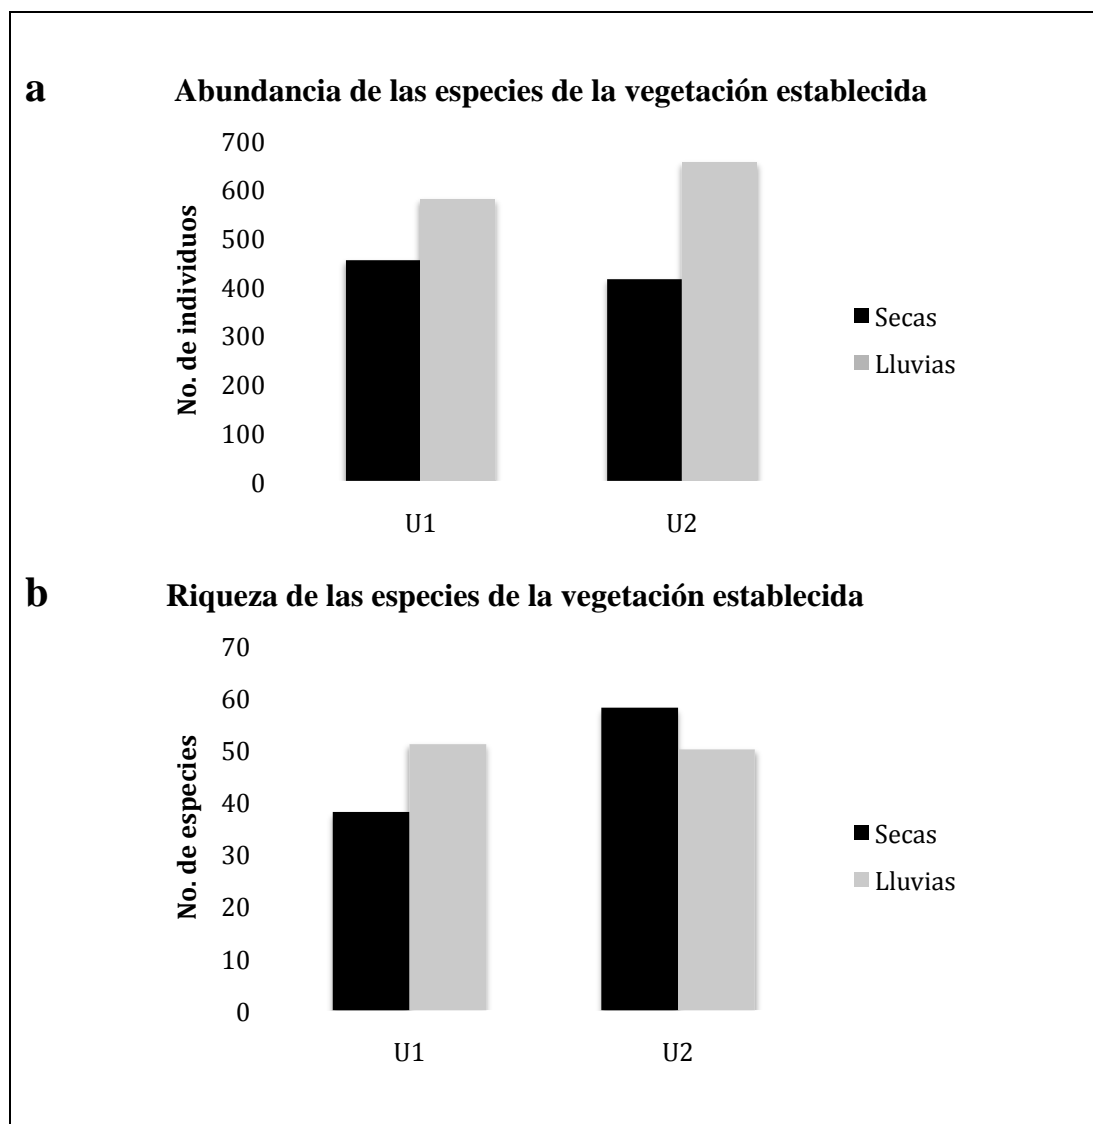 a Abundancia de las especies de la vegetación establecida
700
600
500
400
300
200
100
0
No. de individuos
U1 U2
Secas
Lluvias
b Riqueza de las especies de la vegetación establecida
70
60
50
40
30
20
10
0
No. de especies
U1 U2
Secas
Lluvias